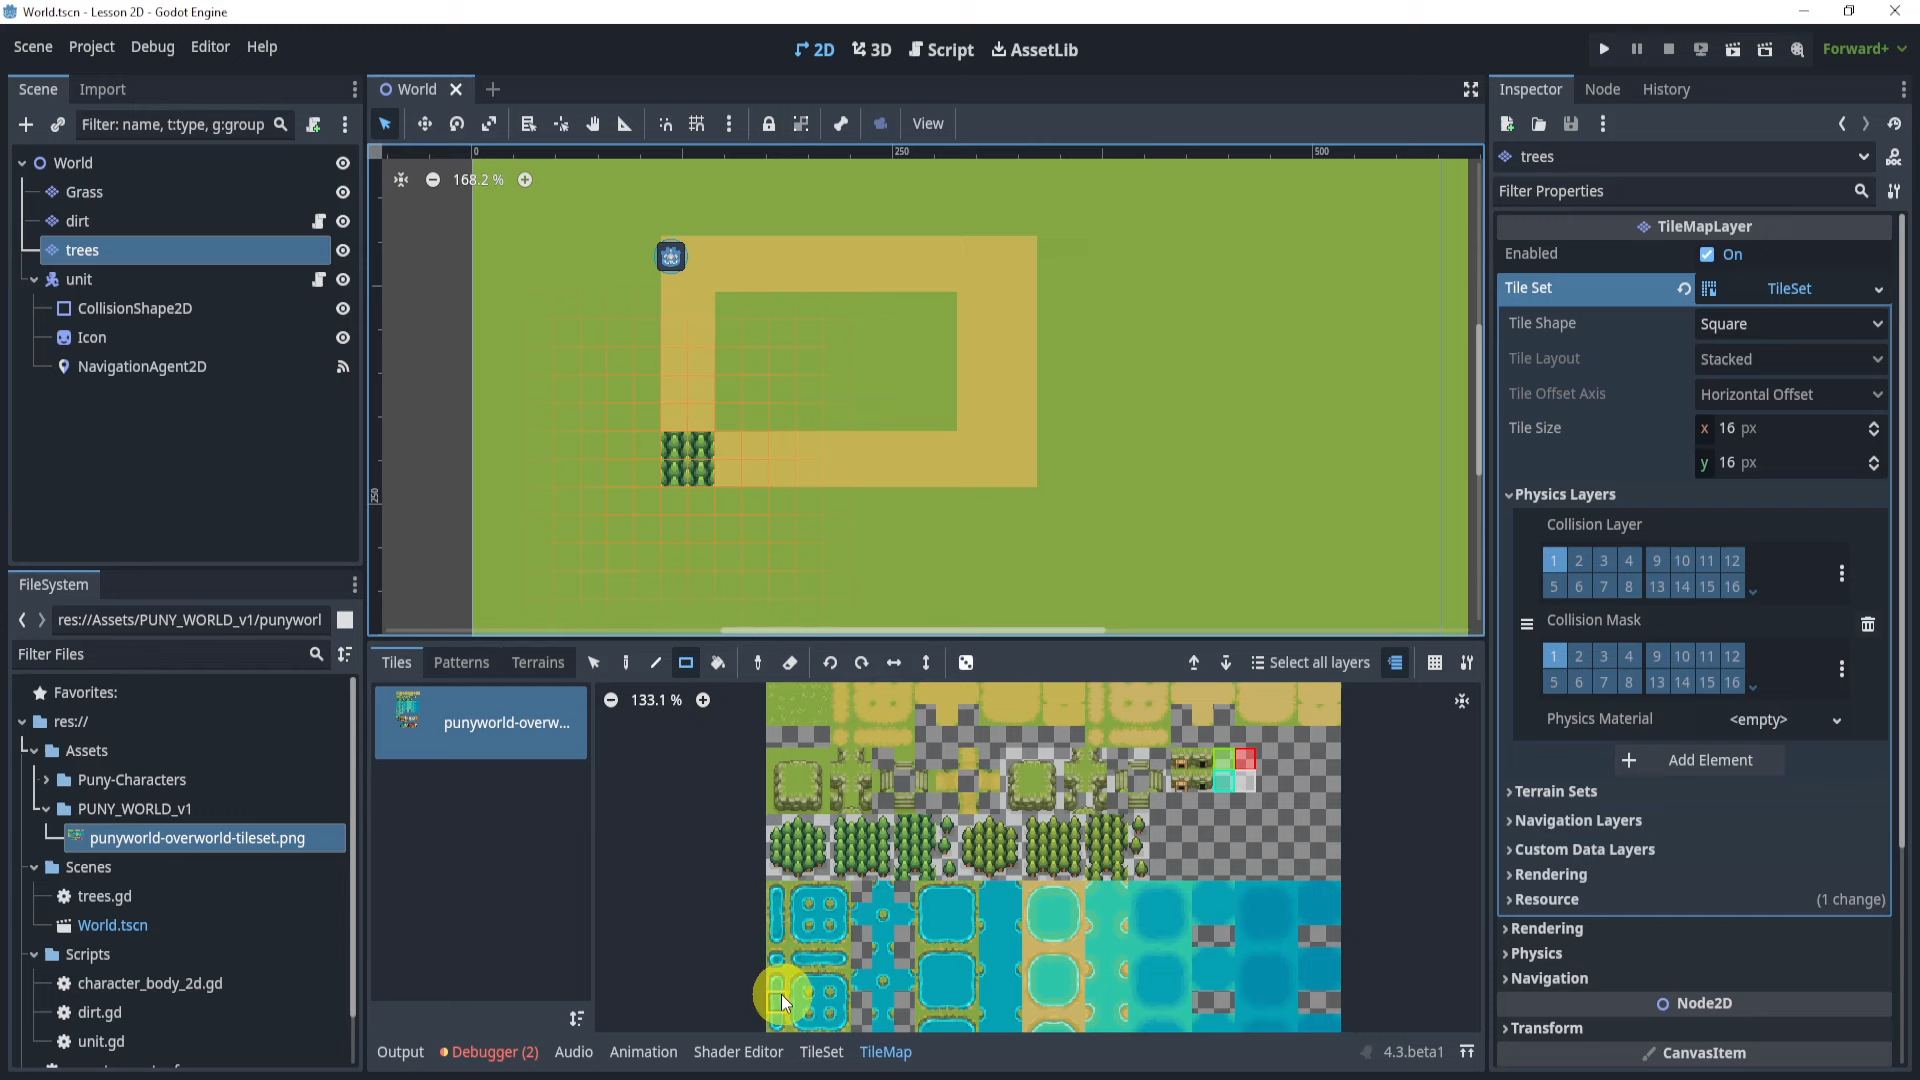 World.tscn - Lesson 2D - Godot Engine
Scene Project Debug Editor Help
2D 3D Script AssetLib
Forward+
Scene Import
Filter: name, t:type, g:group
World
Grass
dirt
trees
unit
CollisionShape2D
Icon
NavigationAgent2D
FileSystem
res://Assets/PUNY_WORLD_v1/punyworl
Filter Files
Favorites:
res://
Assets
Puny-Characters
PUNY_WORLD_v1
punyworld-overworld-tileset.png
Scenes
trees.gd
World.tscn
Scripts
character_body_2d.gd
dirt.gd
unit.gd
World
View
0 250 500
168.2 %
250
Tiles Patterns Terrains
Select all layers
punyworld-overw...
133.1 %
Output Debugger (2) Audio Animation Shader Editor TileSet TileMap
4.3.beta1
Inspector Node History
trees
Filter Properties
TileMapLayer
Enabled On
Tile Set TileSet
Tile Shape Square
Tile Layout Stacked
Tile Offset Axis Horizontal Offset
Tile Size x 16 px
y 16 px
Physics Layers
Collision Layer
1 2 3 4 9 10 11 12
5 6 7 8 13 14 15 16
Collision Mask
1 2 3 4 9 10 11 12
5 6 7 8 13 14 15 16
Physics Material <empty>
Add Element
Terrain Sets
Navigation Layers
Custom Data Layers
Rendering
Resource (1 change)
Rendering
Physics
Navigation
Node2D
Transform
CanvasItem